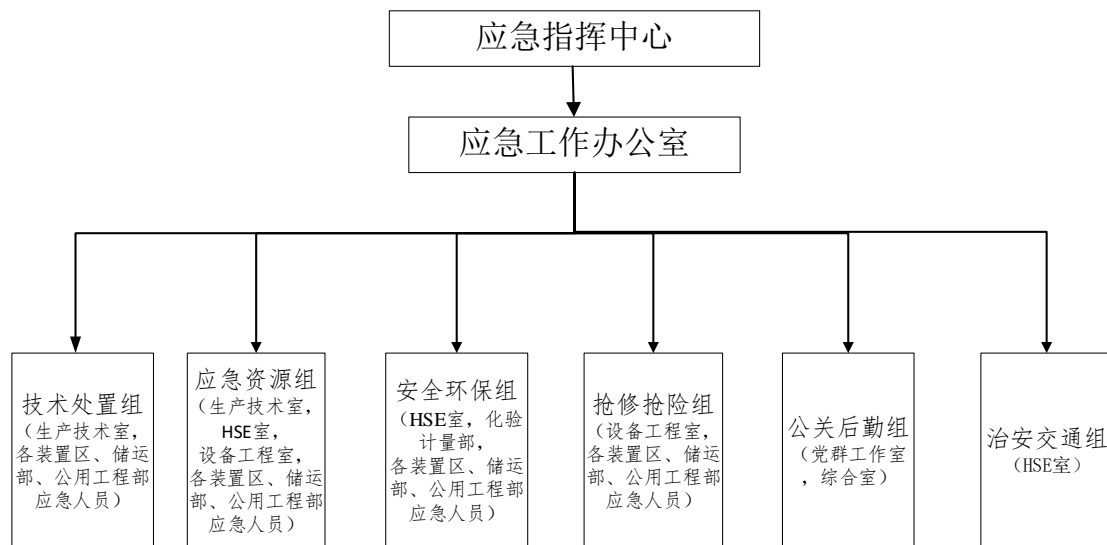 应急指挥中心
应急工作办公室
技术处置组
（生产技术室，
各装置区、储运
部、公用工程部
应急人员）
应急资源组
（生产技术室，
HSE室，
设备工程室，
各装置区、储运
部、公用工程部
应急人员）
安全环保组
（HSE室，化验
计量部，
各装置区、储运
部、公用工程部
应急人员）
抢修抢险组
（设备工程室，
各装置区、储运
部、公用工程部
应急人员）
公关后勤组
（党群工作室
，综合室）
治安交通组
（HSE室）